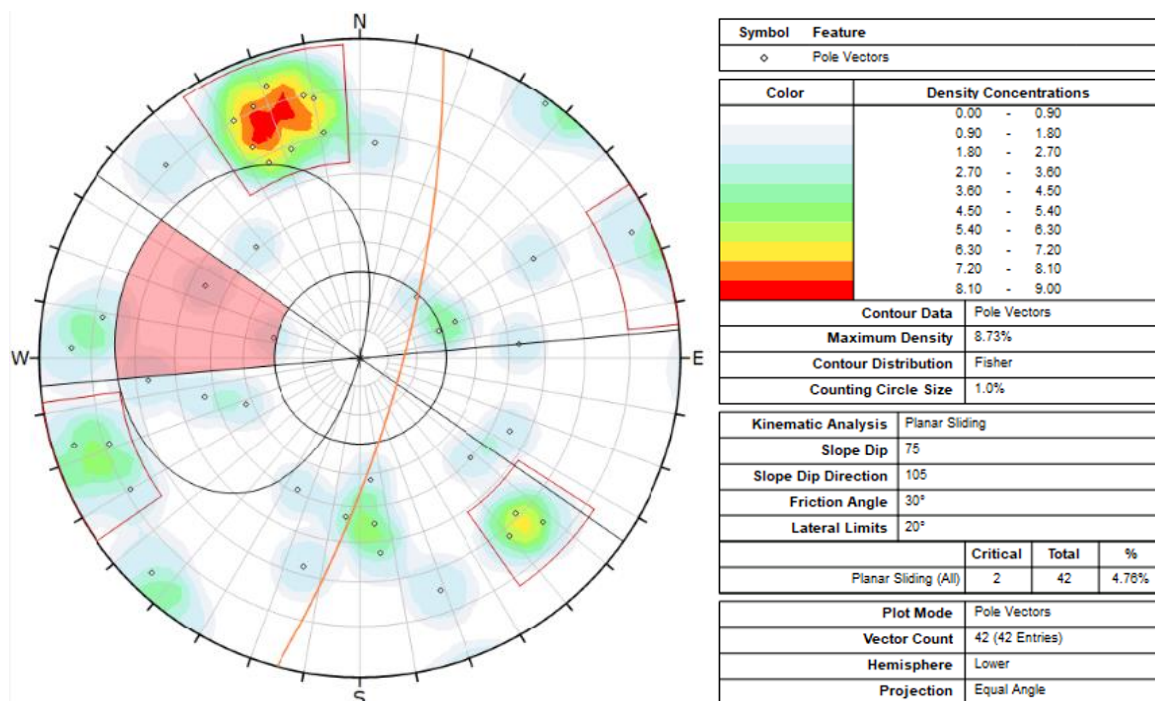 N
W
E
S
Symbol Feature
Pole Vectors
Color Density Concentrations
0.00 - 0.90
0.90 - 1.80
1.80 - 2.70
2.70 - 3.60
3.60 - 4.50
4.50 - 5.40
5.40 - 6.30
6.30 - 7.20
7.20 - 8.10
8.10 - 9.00
Contour Data Pole Vectors
Maximum Density 8.73%
Contour Distribution Fisher
Counting Circle Size 1.0%
Kinematic Analysis Planar Sliding
Slope Dip 75
Slope Dip Direction 105
Friction Angle 30°
Lateral Limits 20°
Critical Total %
Planar Sliding (All) 2 42 4.76%
Plot Mode Pole Vectors
Vector Count 42 (42 Entries)
Hemisphere Lower
Projection Equal Angle